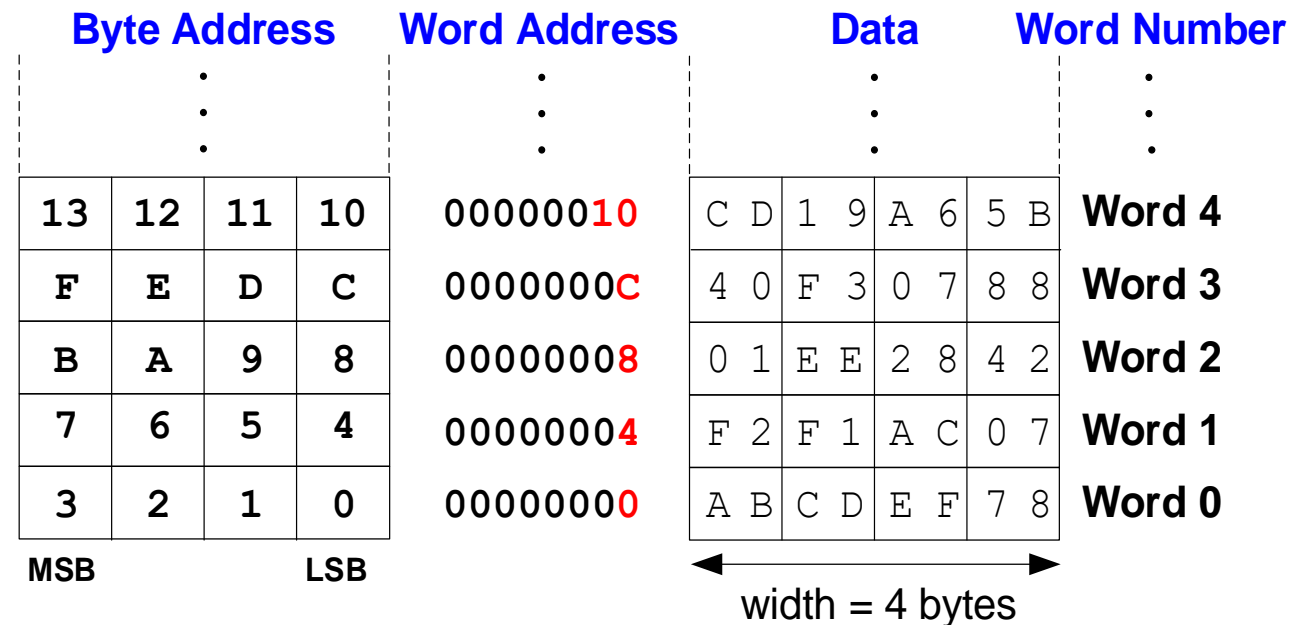 Byte Address Word Address Data Word Number
13 12 11 10 00000010 C D 1 9 A 6 5 B Word 4
F E D C 0000000C 4 0 F 3 0 7 8 8 Word 3
B A 9 8 00000008 0 1 E E 2 8 4 2 Word 2
7 6 5 4 00000004 F 2 F 1 A C 0 7 Word 1
3 2 1 0 00000000 A B C D E F 7 8 Word 0
MSB LSB
width = 4 bytes